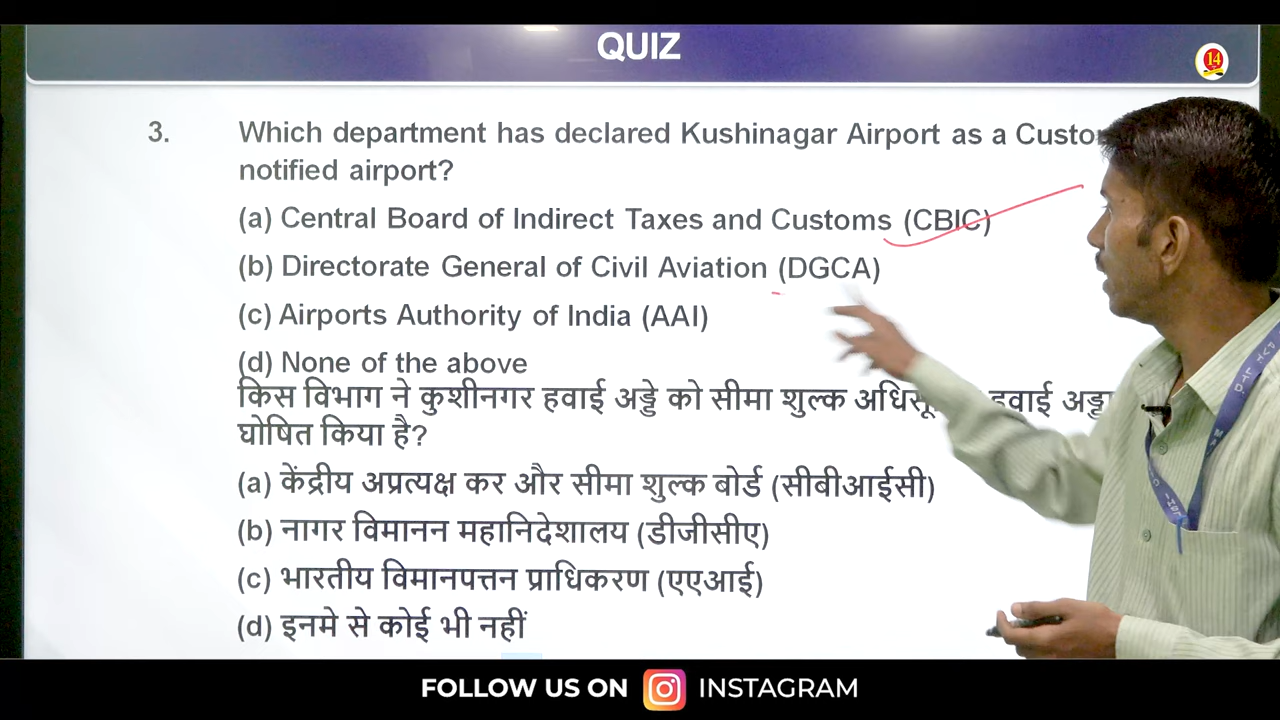 QUIZ
14
3. Which department has declared Kushinagar Airport as a
notified airport?
(a) Central Board of Indirect Taxes and Customs (CBIC)
(b) Directorate General of Civil Aviation (DGCA)
(c) Airports Authority of India (AAI)
(d) None of the above
किस विभाग ने कुशीनगर हवाई अड्डे को सीमा शुल्क हवाई
घोषित किया है?
(a) केंद्रीय अप्रत्यक्ष कर और सीमा शुल्क बोर्ड (सीबीआईसी)
(b) नागर विमानन महानिदेशालय (डीजीसीए)
(c) भारतीय विमानपत्तन प्राधिकरण (एएआई)
(d) इनमे से कोई भी नहीं
FOLLOW US ON INSTAGRAM